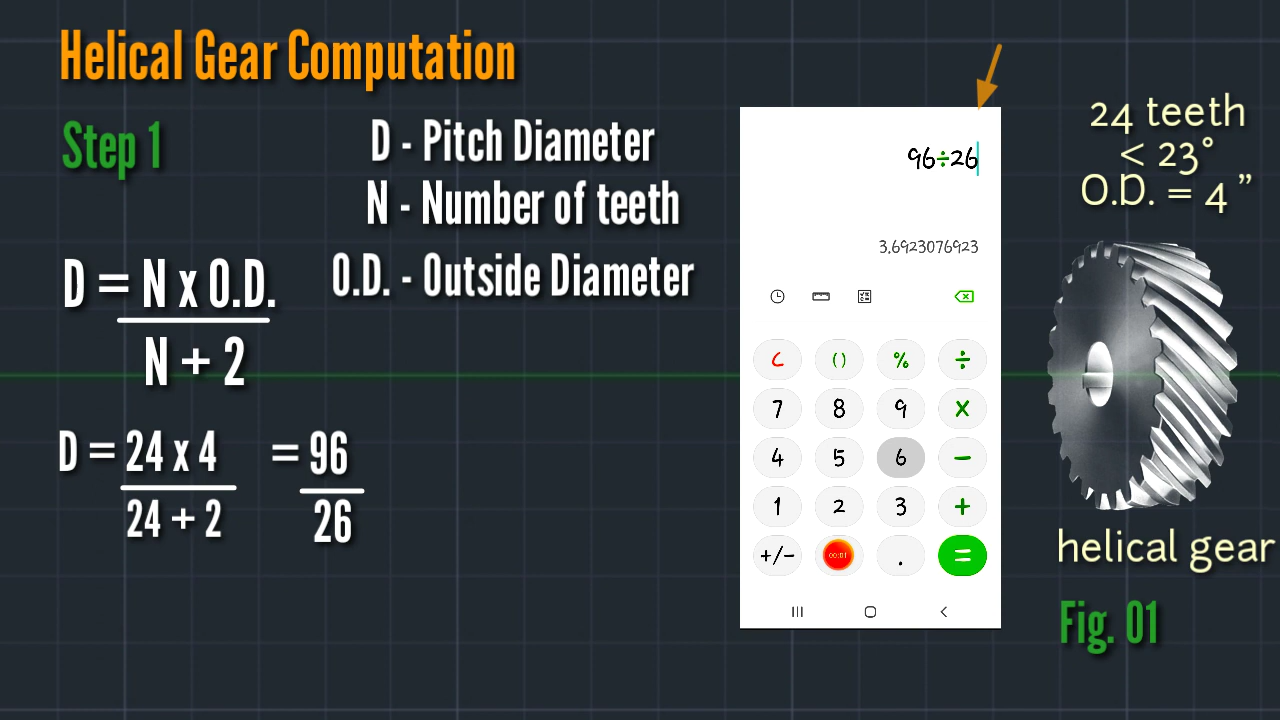 Helical Gear Computation
Step 1
D - Pitch Diameter
N - Number of teeth
O.D. - Outside Diameter
D = N x O.D.
N + 2
D = 24 x 4 = 96
24 + 2 26
96÷26
3,6923076923
C () % ÷
7 8 9 ×
4 5 6 −
1 2 3 +
+/− 00:01 . =
24 teeth
< 23°
O.D. = 4 ”
helical gear
Fig. 01